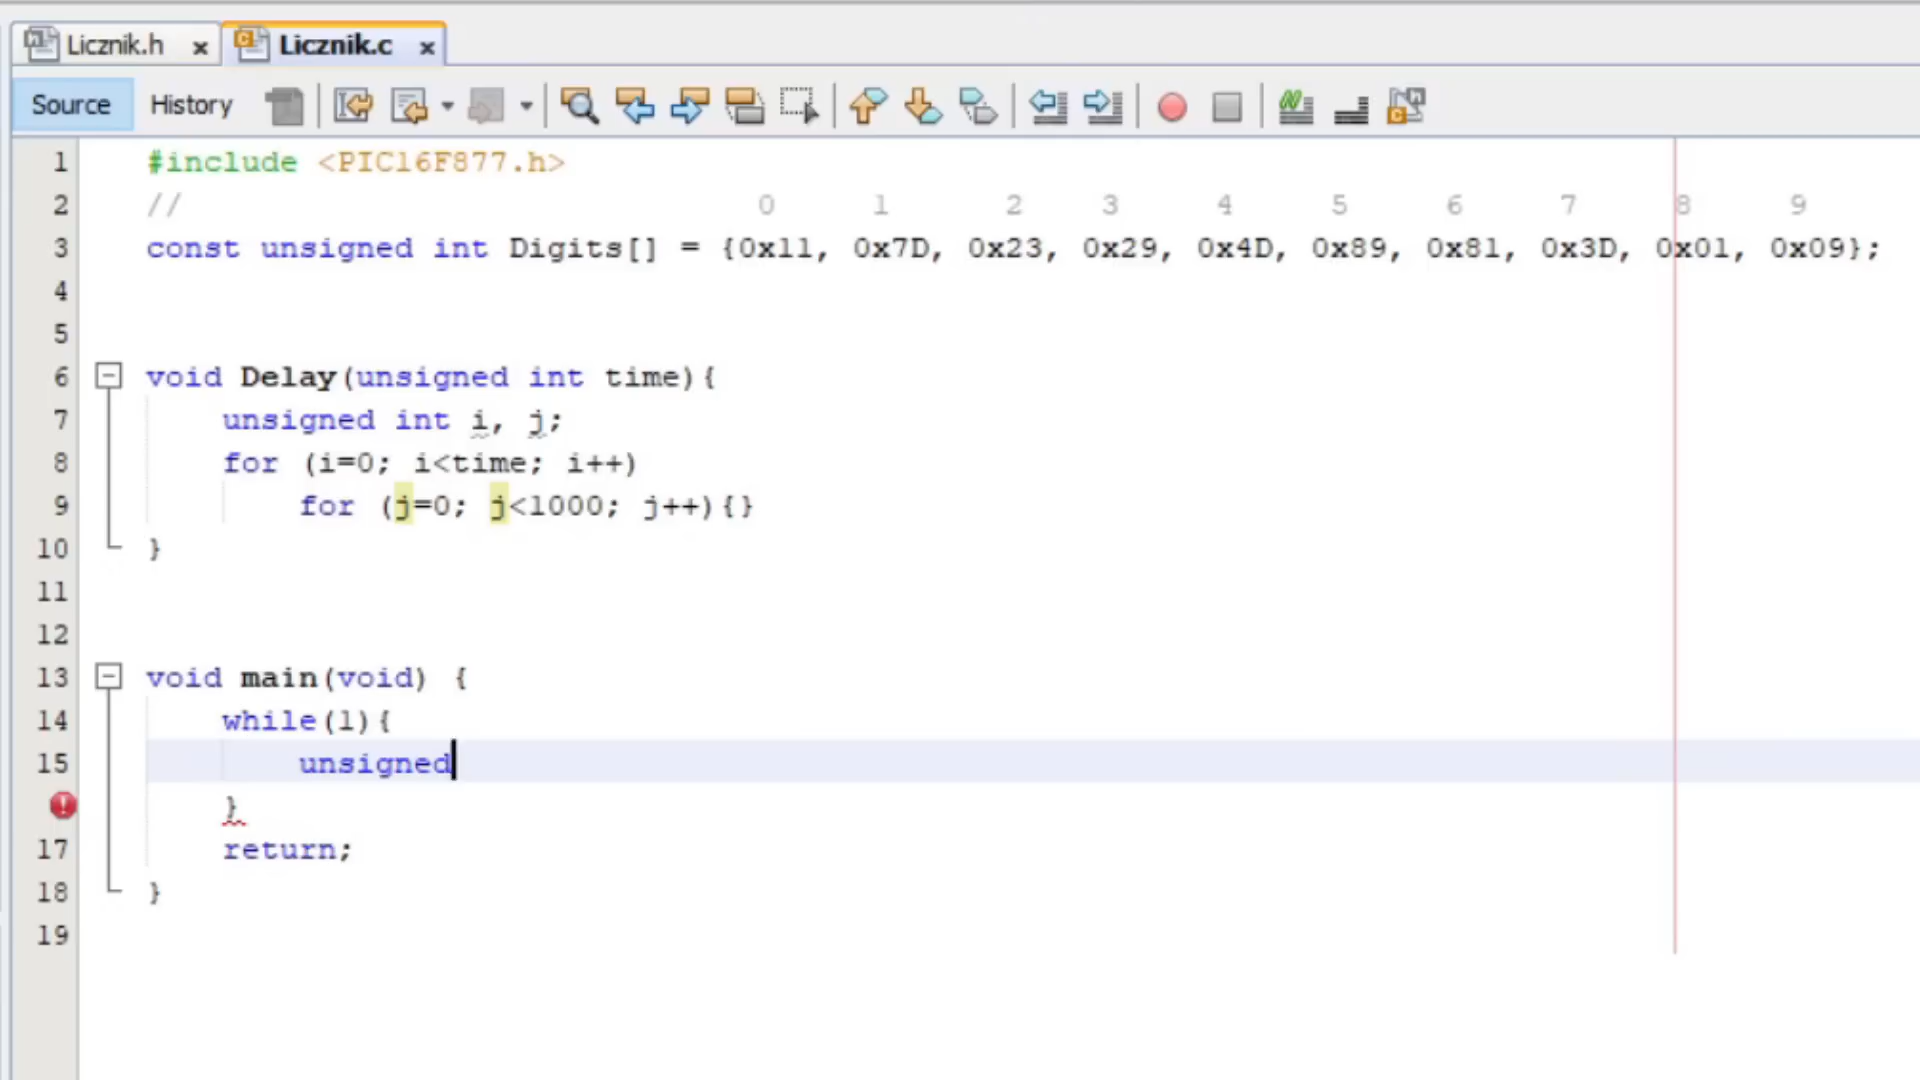 Licznik.h
Licznik.c
Source History
1 #include <PIC16F877.h>
2 // 0 1 2 3 4 5 6 7 8 9
3 const unsigned int Digits[] = {0x11, 0x7D, 0x23, 0x29, 0x4D, 0x89, 0x81, 0x3D, 0x01, 0x09};
4
5
6 void Delay(unsigned int time){
7 unsigned int i, j;
8 for (i=0; i<time; i++)
9 for (j=0; j<1000; j++){}
10 }
11
12
13 void main(void) {
14 while(1){
15 unsigned
}
17 return;
18 }
19